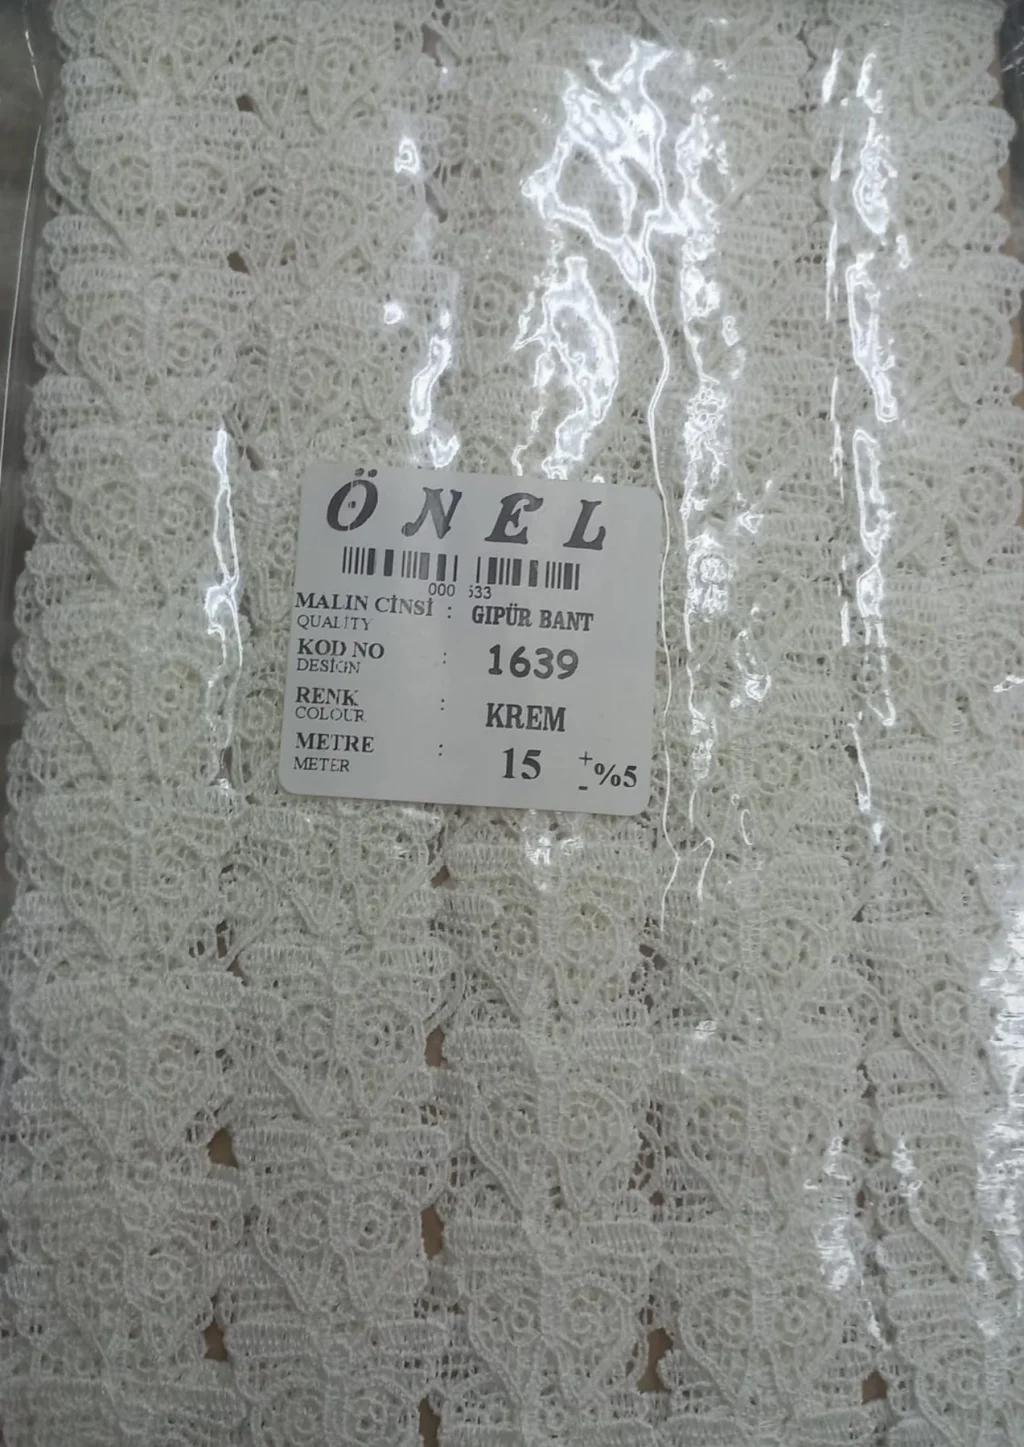 ÖNEL
000 533
MALIN CİNSİ : GIPÜR BANT
QUALITY
KOD NO : 1639
DESIGN
RENK : KREM
COLOUR
METRE : 15 +-%5
METER